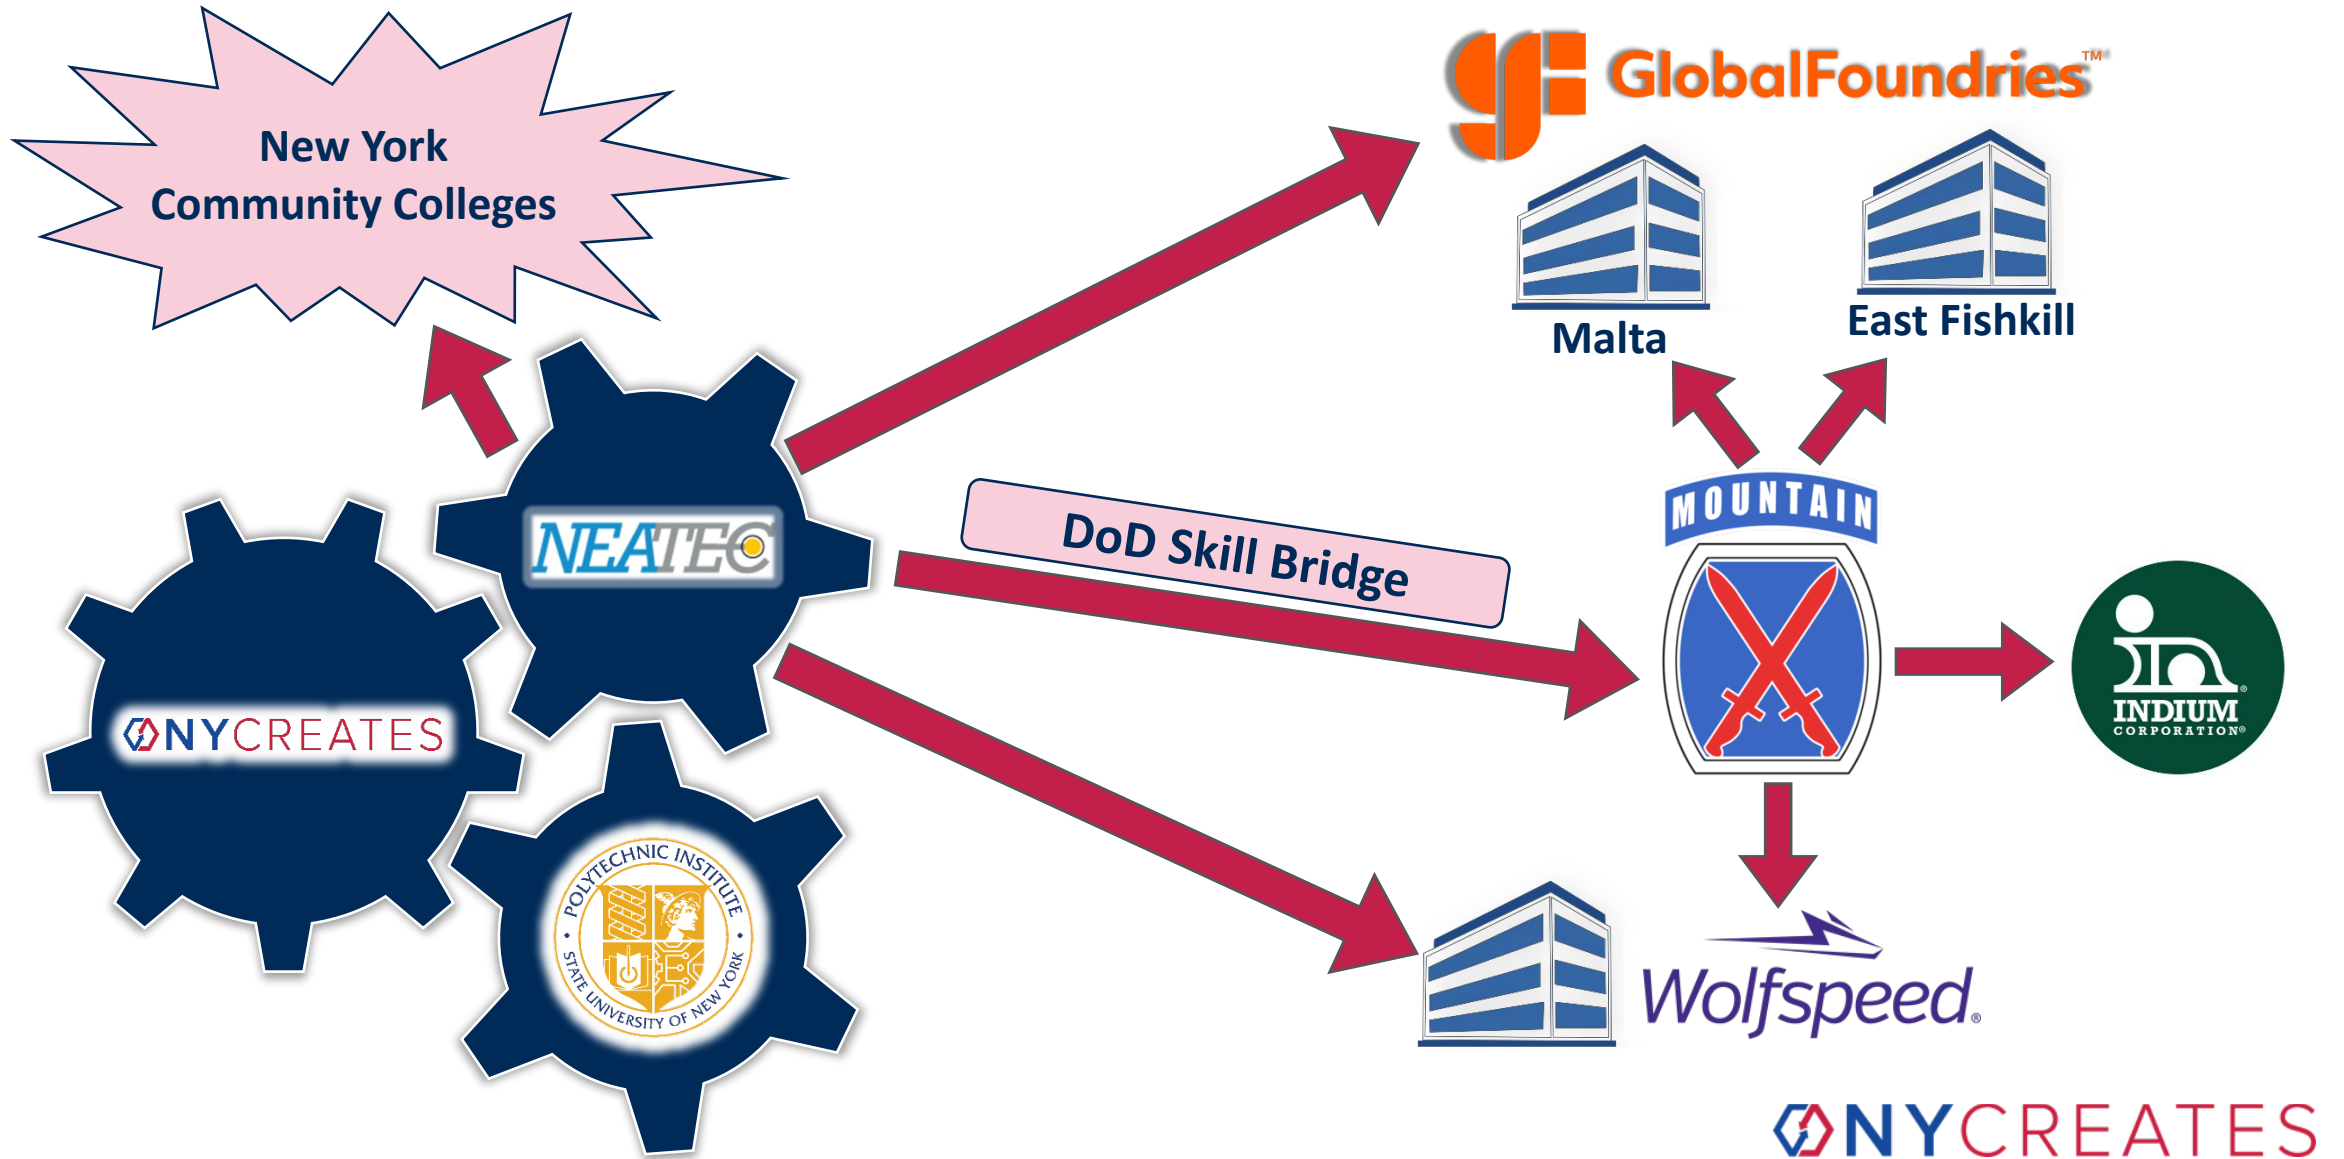 New York
Community Colleges
GlobalFoundries™
Malta
East Fishkill
NEATEC
DoD Skill Bridge
MOUNTAIN
INDIUM®
CORPORATION®
NYCREATES
POLYTECHNIC INSTITUTE
STATE UNIVERSITY OF NEW YORK
Wolfspeed®
NYCREATES